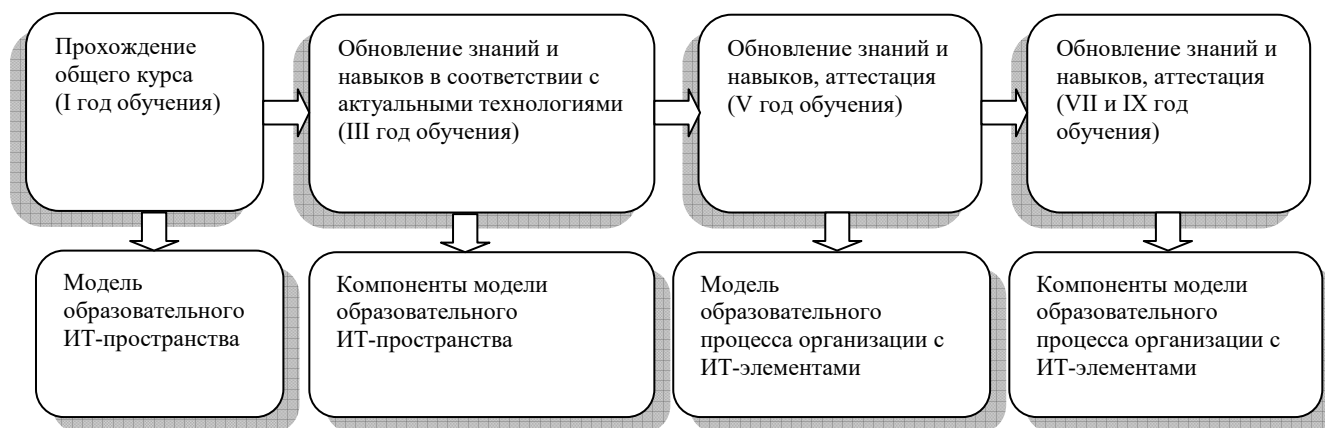 Прохождение
общего курса
(I год обучения)
Обновление знаний и
навыков в соответствии с
актуальными технологиями
(III год обучения)
Обновление знаний и
навыков, аттестация
(V год обучения)
Обновление знаний и
навыков, аттестация
(VII и IX год
обучения)
Модель
образовательного
ИТ-пространства
Компоненты модели
образовательного
ИТ-пространства
Модель
образовательного
процесса организации с
ИТ-элементами
Компоненты модели
образовательного
процесса организации с
ИТ-элементами